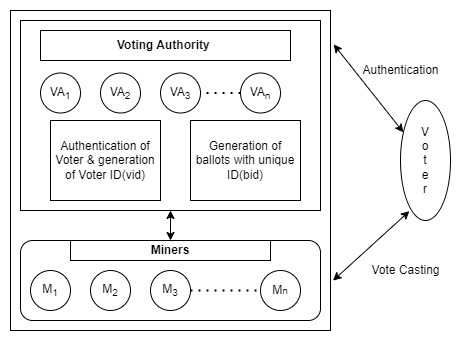 Voting Authority
VA1 VA2 VA3 ..... VAn
Authentication of
Voter & generation
of Voter ID(vid)
Generation of
ballots with unique
ID(bid)
Miners
M1 M2 M3 ......... Mn
Authentication
V
o
t
e
r
Vote Casting